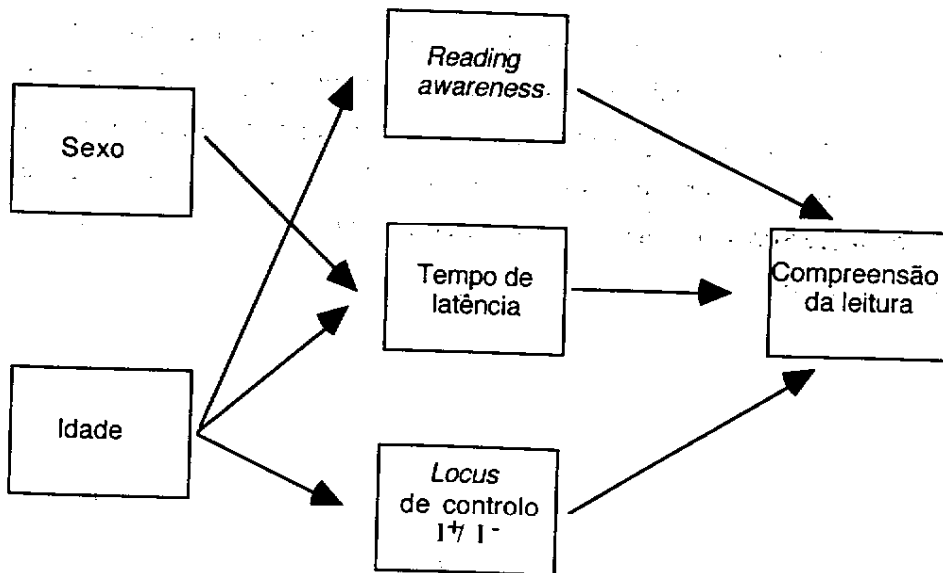 Reading
awareness
Sexo
Tempo de
latência
Compreensão
da leitura
Idade
Locus
de controlo
I+/ I-